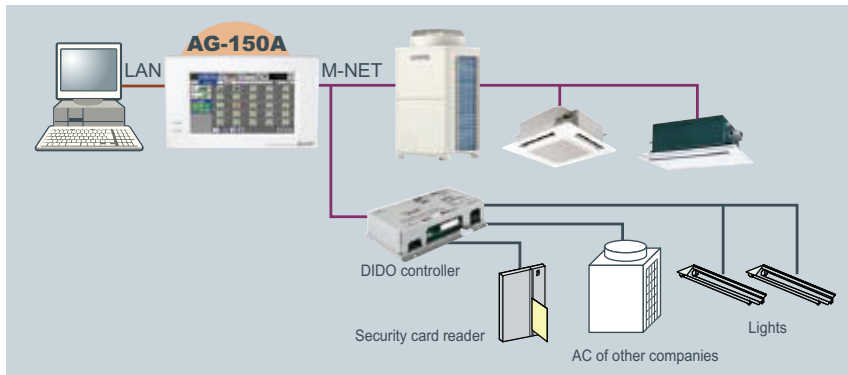 AG-150A
LAN
M-NET
DIDO controller
Security card reader
AC of other companies
Lights